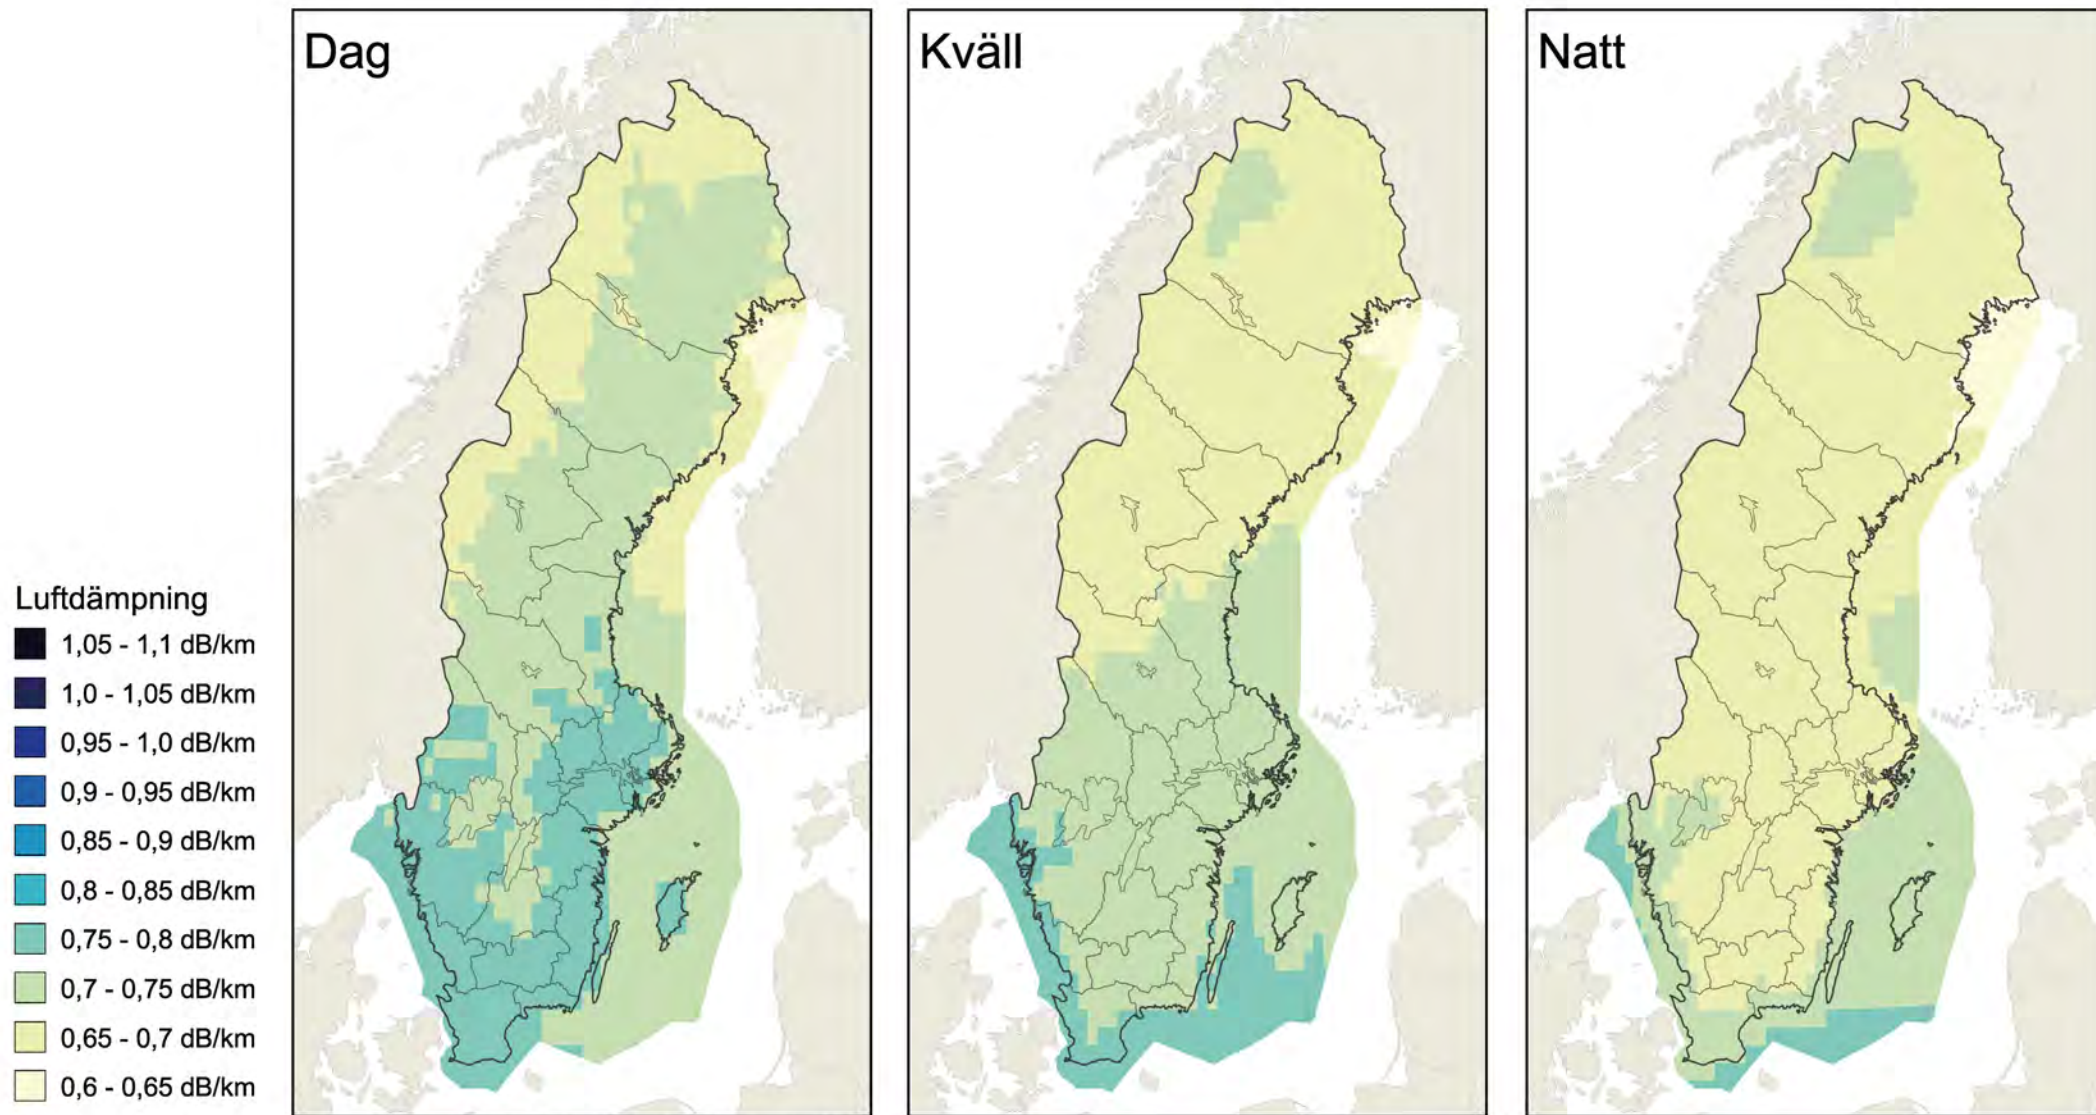 Dag
Kväll
Natt
Luftdämpning
1,05 - 1,1 dB/km
1,0 - 1,05 dB/km
0,95 - 1,0 dB/km
0,9 - 0,95 dB/km
0,85 - 0,9 dB/km
0,8 - 0,85 dB/km
0,75 - 0,8 dB/km
0,7 - 0,75 dB/km
0,65 - 0,7 dB/km
0,6 - 0,65 dB/km